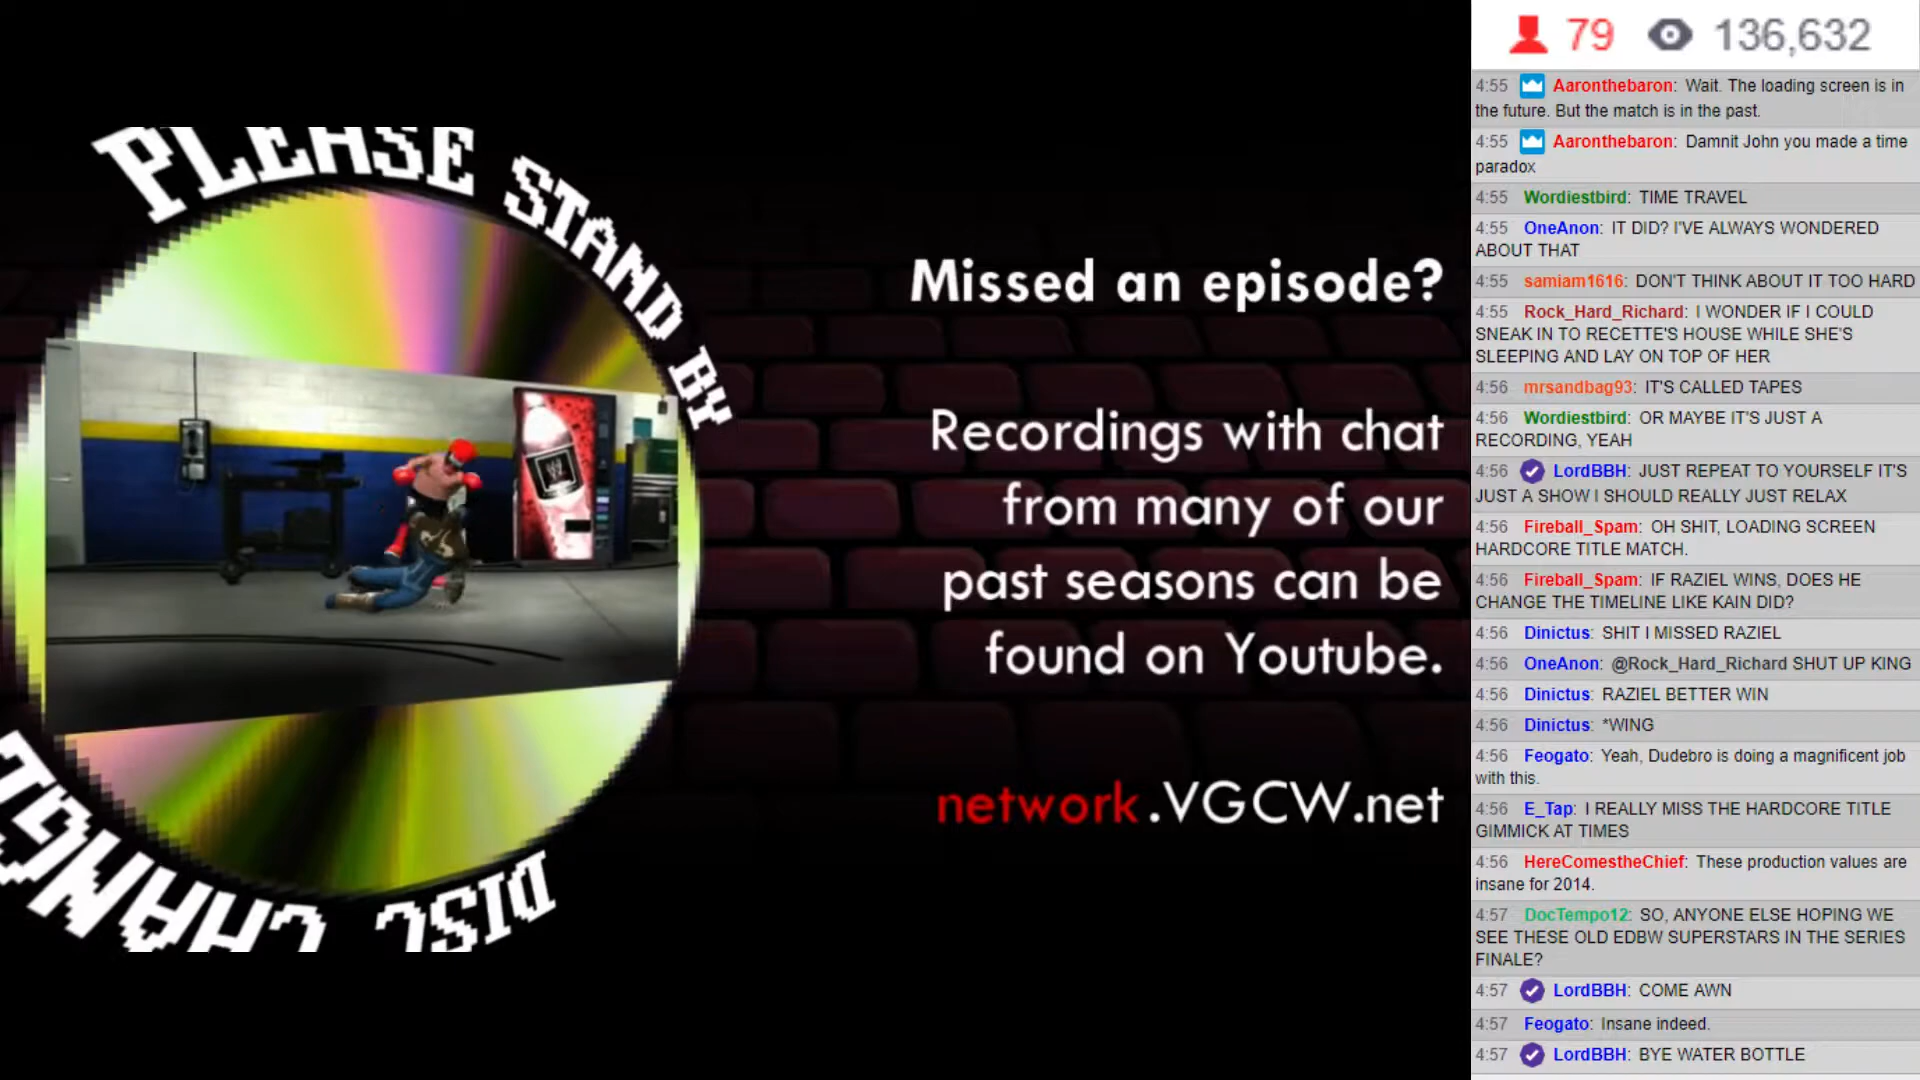 PLEASE STAND BY
DISC CHANGE
Missed an episode?
Recordings with chat
from many of our
past seasons can be
found on Youtube.
network.VGCW.net
79 136,632
4:55 Aaronthebaron: Wait. The loading screen is in
the future. But the match is in the past.
4:55 Aaronthebaron: Damnit John you made a time
paradox
4:55 Wordiestbird: TIME TRAVEL
4:55 OneAnon: IT DID? I'VE ALWAYS WONDERED
ABOUT THAT
4:55 samiam1616: DON'T THINK ABOUT IT TOO HARD
4:55 Rock_Hard_Richard: I WONDER IF I COULD
SNEAK IN TO RECETTE'S HOUSE WHILE SHE'S
SLEEPING AND LAY ON TOP OF HER
4:56 mrsandbag93: IT'S CALLED TAPES
4:56 Wordiestbird: OR MAYBE IT'S JUST A
RECORDING, YEAH
4:56 LordBBH: JUST REPEAT TO YOURSELF IT'S
JUST A SHOW I SHOULD REALLY JUST RELAX
4:56 Fireball_Spam: OH SHIT, LOADING SCREEN
HARDCORE TITLE MATCH.
4:56 Fireball_Spam: IF RAZIEL WINS, DOES HE
CHANGE THE TIMELINE LIKE KAIN DID?
4:56 Dinictus: SHIT I MISSED RAZIEL
4:56 OneAnon: @Rock_Hard_Richard SHUT UP KING
4:56 Dinictus: RAZIEL BETTER WIN
4:56 Dinictus: *WING
4:56 Feogato: Yeah, Dudebro is doing a magnificent job
with this.
4:56 E_Tap: I REALLY MISS THE HARDCORE TITLE
GIMMICK AT TIMES
4:56 HereComestheChief: These production values are
insane for 2014.
4:57 DocTempo12: SO, ANYONE ELSE HOPING WE
SEE THESE OLD EDBW SUPERSTARS IN THE SERIES
FINALE?
4:57 LordBBH: COME AWN
4:57 Feogato: Insane indeed.
4:57 LordBBH: BYE WATER BOTTLE